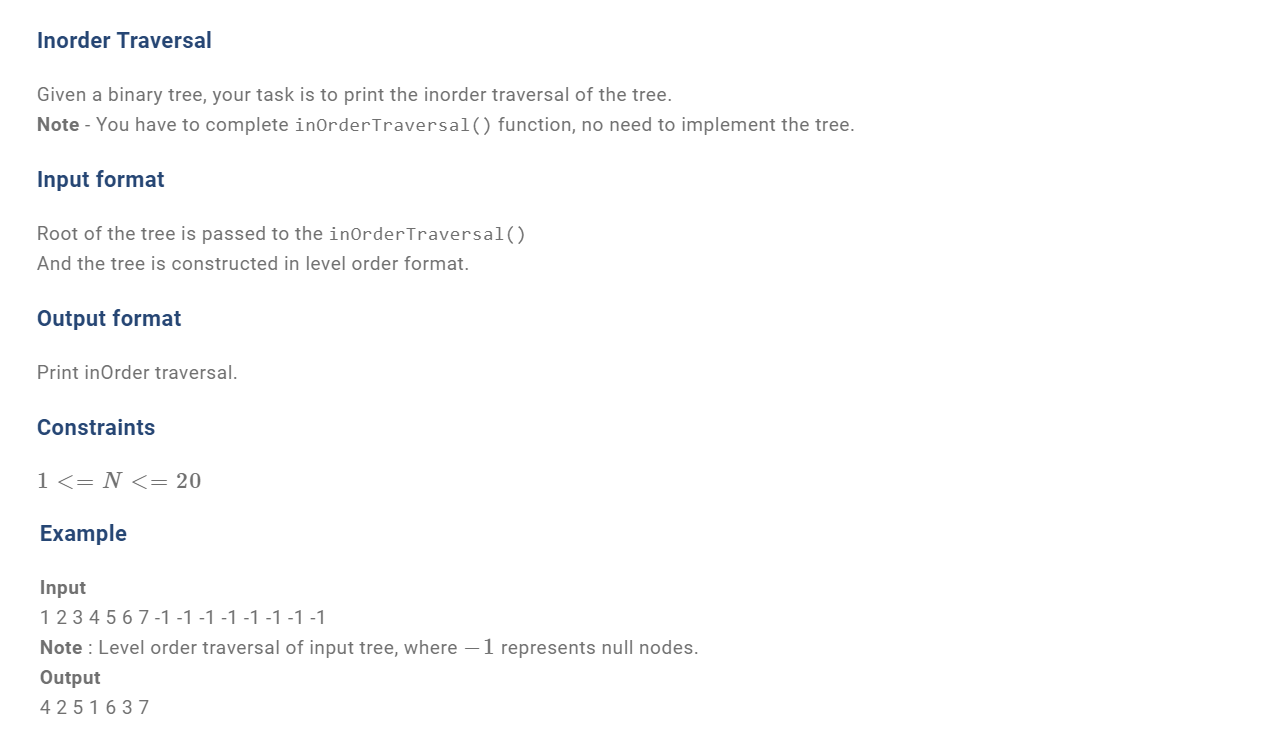 Inorder Traversal
Given a binary tree, your task is to print the inorder traversal of the tree.
Note - You have to complete inOrderTraversal() function, no need to implement the tree.
Input format
Root of the tree is passed to the inOrderTraversal()
And the tree is constructed in level order format.
Output format
Print inOrder traversal.
Constraints
1 <= N <= 20
Example
Input
1 2 3 4 5 6 7 -1 -1 -1 -1 -1 -1 -1 -1
Note : Level order traversal of input tree, where −1 represents null nodes.
Output
4 2 5 1 6 3 7